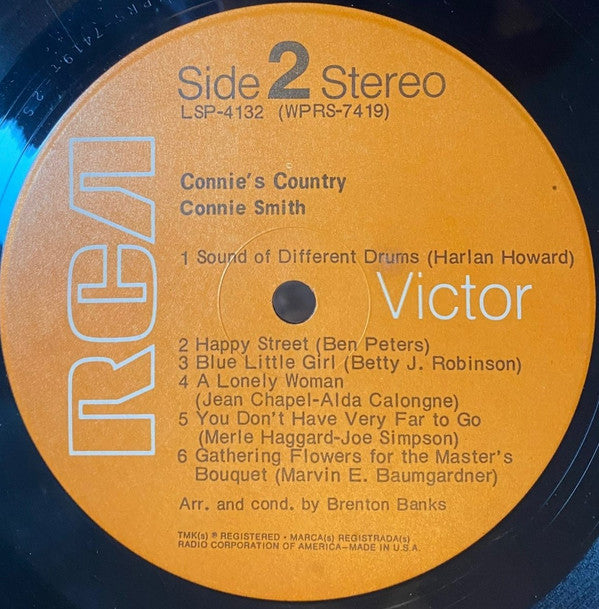 Side 2 Stereo
LSP-4132 (WPRS-7419)
RCA
Connie's Country
Connie Smith
1 Sound of Different Drums (Harlan Howard)
Victor
2 Happy Street (Ben Peters)
3 Blue Little Girl (Betty J. Robinson)
4 A Lonely Woman
(Jean Chapel-Alda Calongne)
5 You Don't Have Very Far to Go
(Merle Haggard-Joe Simpson)
6 Gathering Flowers for the Master's
Bouquet (Marvin E. Baumgardner)
Arr. and cond. by Brenton Banks
TMK(s) ® REGISTERED • MARCA(s) REGISTRADA(s)
RADIO CORPORATION OF AMERICA—MADE IN U.S.A.